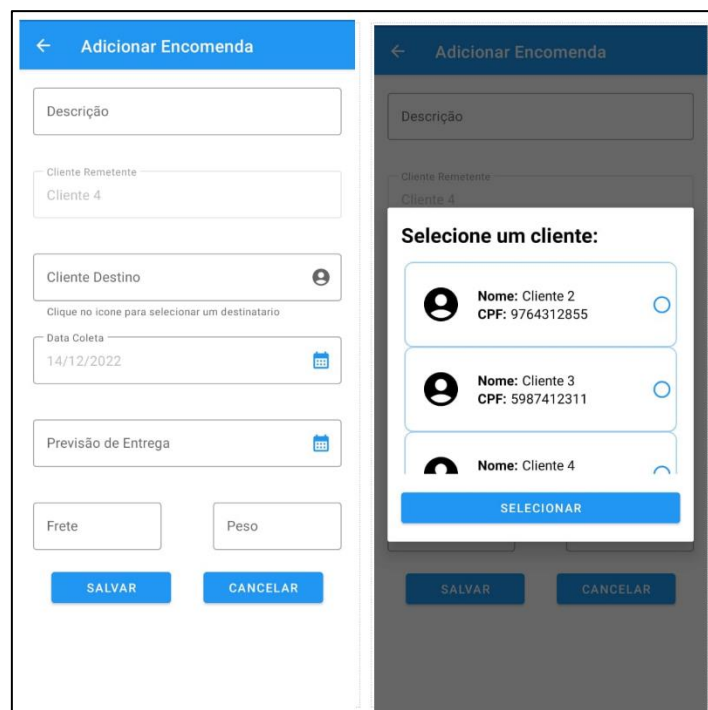 Adicionar Encomenda
Descrição
Cliente Remetente
Cliente 4
Cliente Destino
Clique no icone para selecionar um destinatario
Data Coleta
14/12/2022
Previsão de Entrega
Frete
Peso
SALVAR
CANCELAR
Adicionar Encomenda
Descrição
Cliente Remetente
Cliente 4
Selecione um cliente:
Nome: Cliente 2
CPF: 9764312855
Nome: Cliente 3
CPF: 5987412311
Nome: Cliente 4
SELECIONAR
SALVAR
CANCELAR